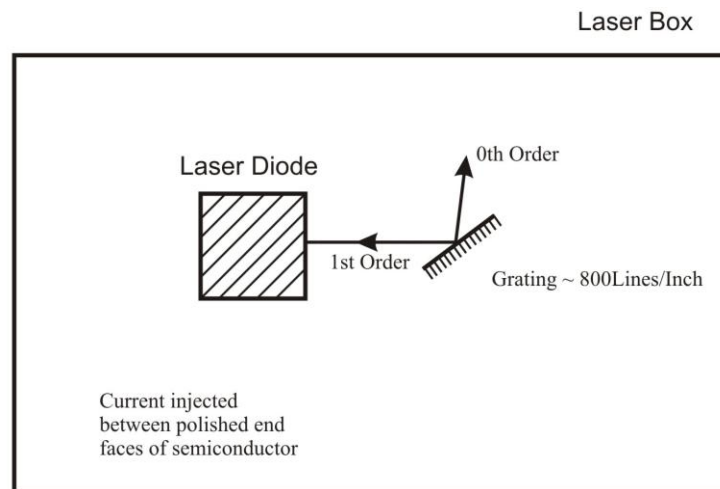 Laser Box
0th Order
Laser Diode
1st Order
Grating ~ 800Lines/Inch
Current injected
between polished end
faces of semiconductor